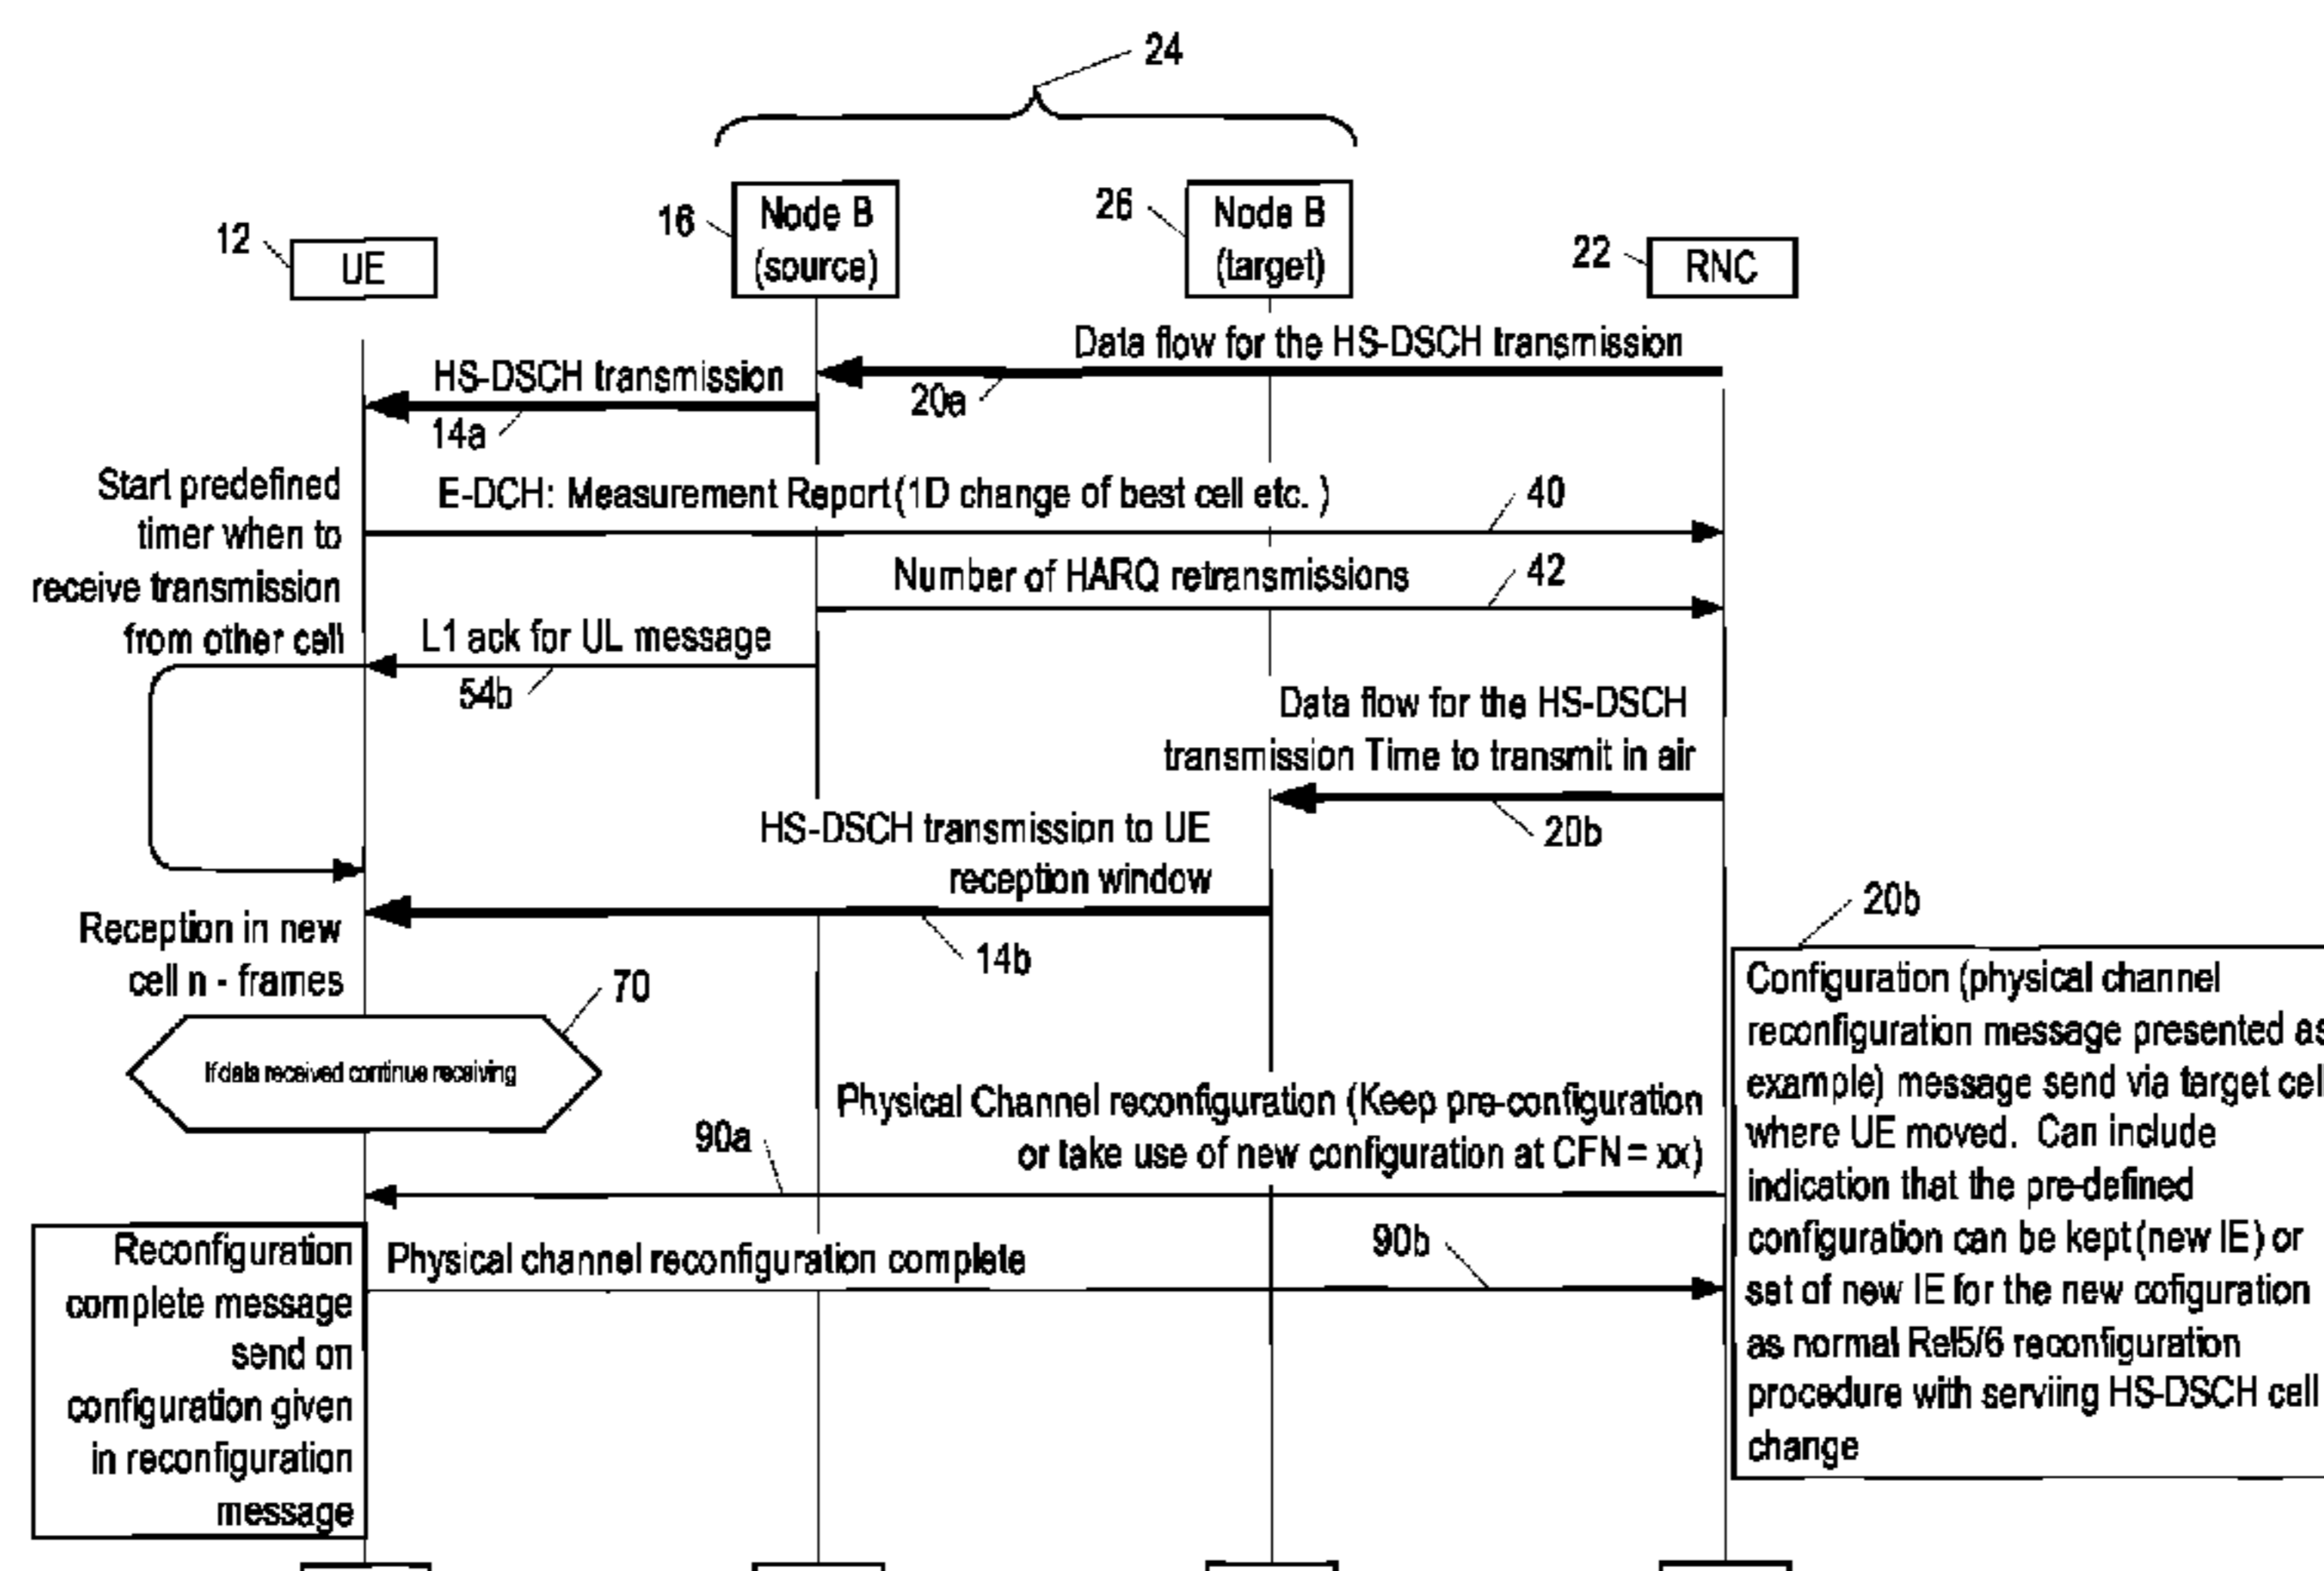 24
12
UE
16
Node B
(source)
26
Node B
(target)
22
RNC
Data flow for the HS-DSCH transmission
20a
HS-DSCH transmission
14a
Start predefined
timer when to
receive transmission
from other cell
E-DCH: Measurement Report (1D change of best cell etc. )
40
Number of HARQ retransmissions
42
L1 ack for UL message
54b
Data flow for the HS-DSCH
transmission Time to transmit in air
20b
HS-DSCH transmission to UE
reception window
14b
Reception in new
cell n - frames
70
If data received continue receiving
20b
Configuration (physical channel
reconfiguration message presented as
example) message send via target cell
where UE moved. Can include
indication that the pre-defined
configuration can be kept (new IE) or
set of new IE for the new cofiguration
as normal Rel5/6 reconfiguration
procedure with serviing HS-DSCH cell
change
Physical Channel reconfiguration (Keep pre-configuration
or take use of new configuration at CFN = xx)
90a
Physical channel reconfiguration complete
90b
Reconfiguration
complete message
send on
configuration given
in reconfiguration
message